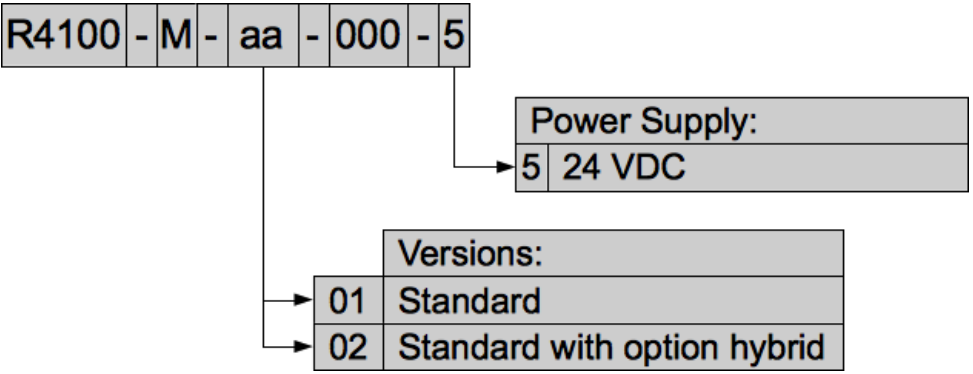 R4100 - M - aa - 000 - 5
Power Supply:
5 24 VDC
Versions:
01 Standard
02 Standard with option hybrid